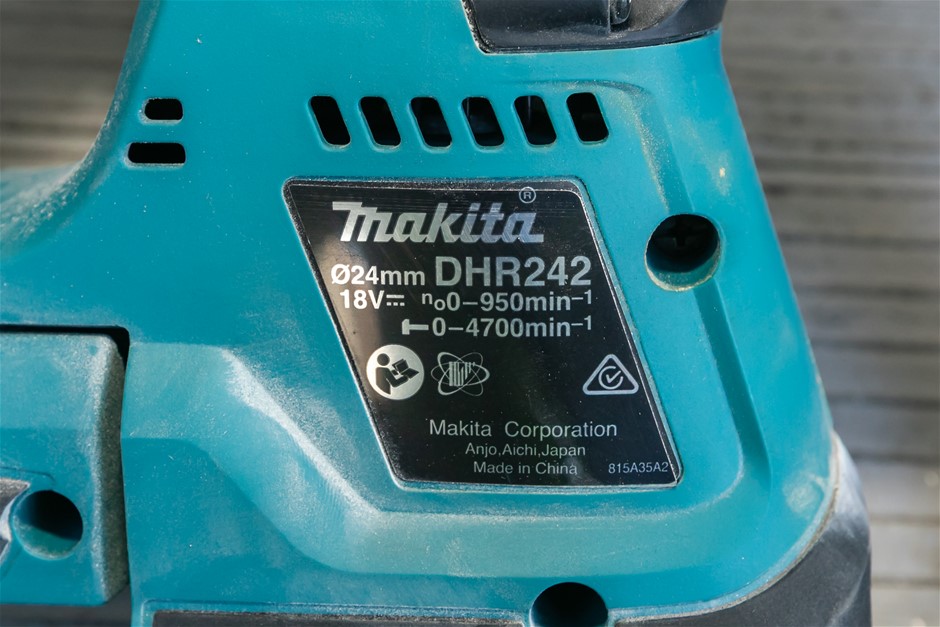 Makita®
Ø24mm DHR242
18V⎓ n₀0–950min⁻¹
0–4700min⁻¹
Makita Corporation
Anjo,Aichi,Japan
Made in China 815A35A2